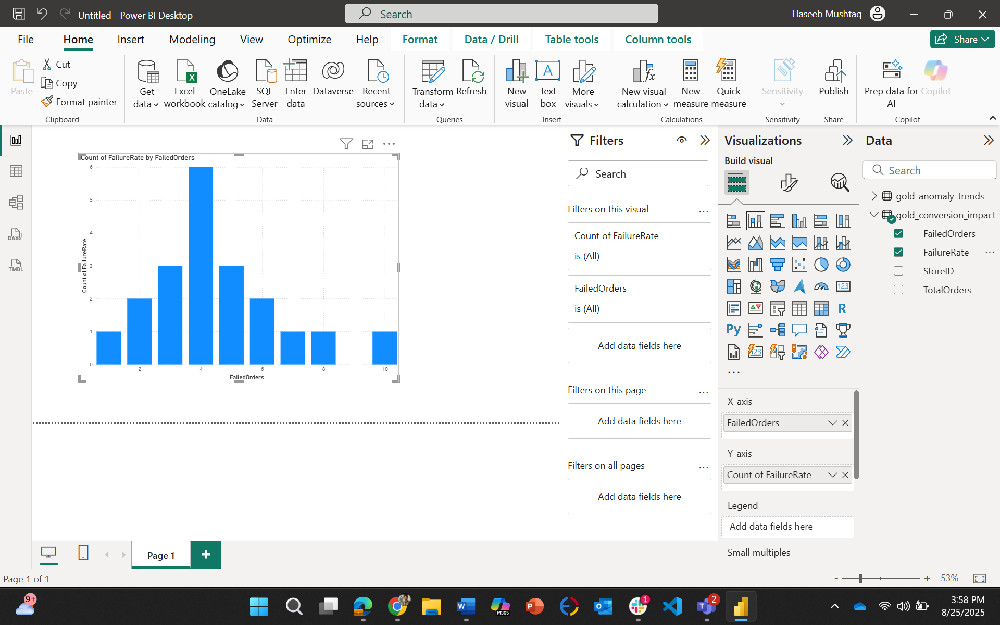 Untitled - Power BI Desktop
Search
Haseeb Mushtaq
File
Home
Insert
Modeling
View
Optimize
Help
Format
Data / Drill
Table tools
Column tools
Share
Paste
Cut
Copy
Format painter
Clipboard
Get data
Excel workbook
OneLake catalog
SQL Server
Enter data
Dataverse
Recent sources
Data
Transform data
Refresh
Queries
New visual
Text box
More visuals
Insert
New visual calculation
New measure
Quick measure
Calculations
Sensitivity
Sensitivity
Publish
Share
Prep data for AI
Copilot
Copilot
DAX
TMDL
Count of FailureRate by FailedOrders
Count of FailureRate
6
5
4
3
2
1
0
2
4
6
8
10
FailedOrders
Filters
Search
Filters on this visual
Count of FailureRate
is (All)
FailedOrders
is (All)
Add data fields here
Filters on this page
Add data fields here
Filters on all pages
Add data fields here
Visualizations
Build visual
123
R
Py
123
X-axis
FailedOrders
Y-axis
Count of FailureRate
Legend
Add data fields here
Small multiples
Data
Search
gold_anomaly_trends
gold_conversion_impact
FailedOrders
FailureRate
StoreID
TotalOrders
Page 1
Page 1 of 1
53%
9+
W
M365
P
1
2
3:58 PM
8/25/2025